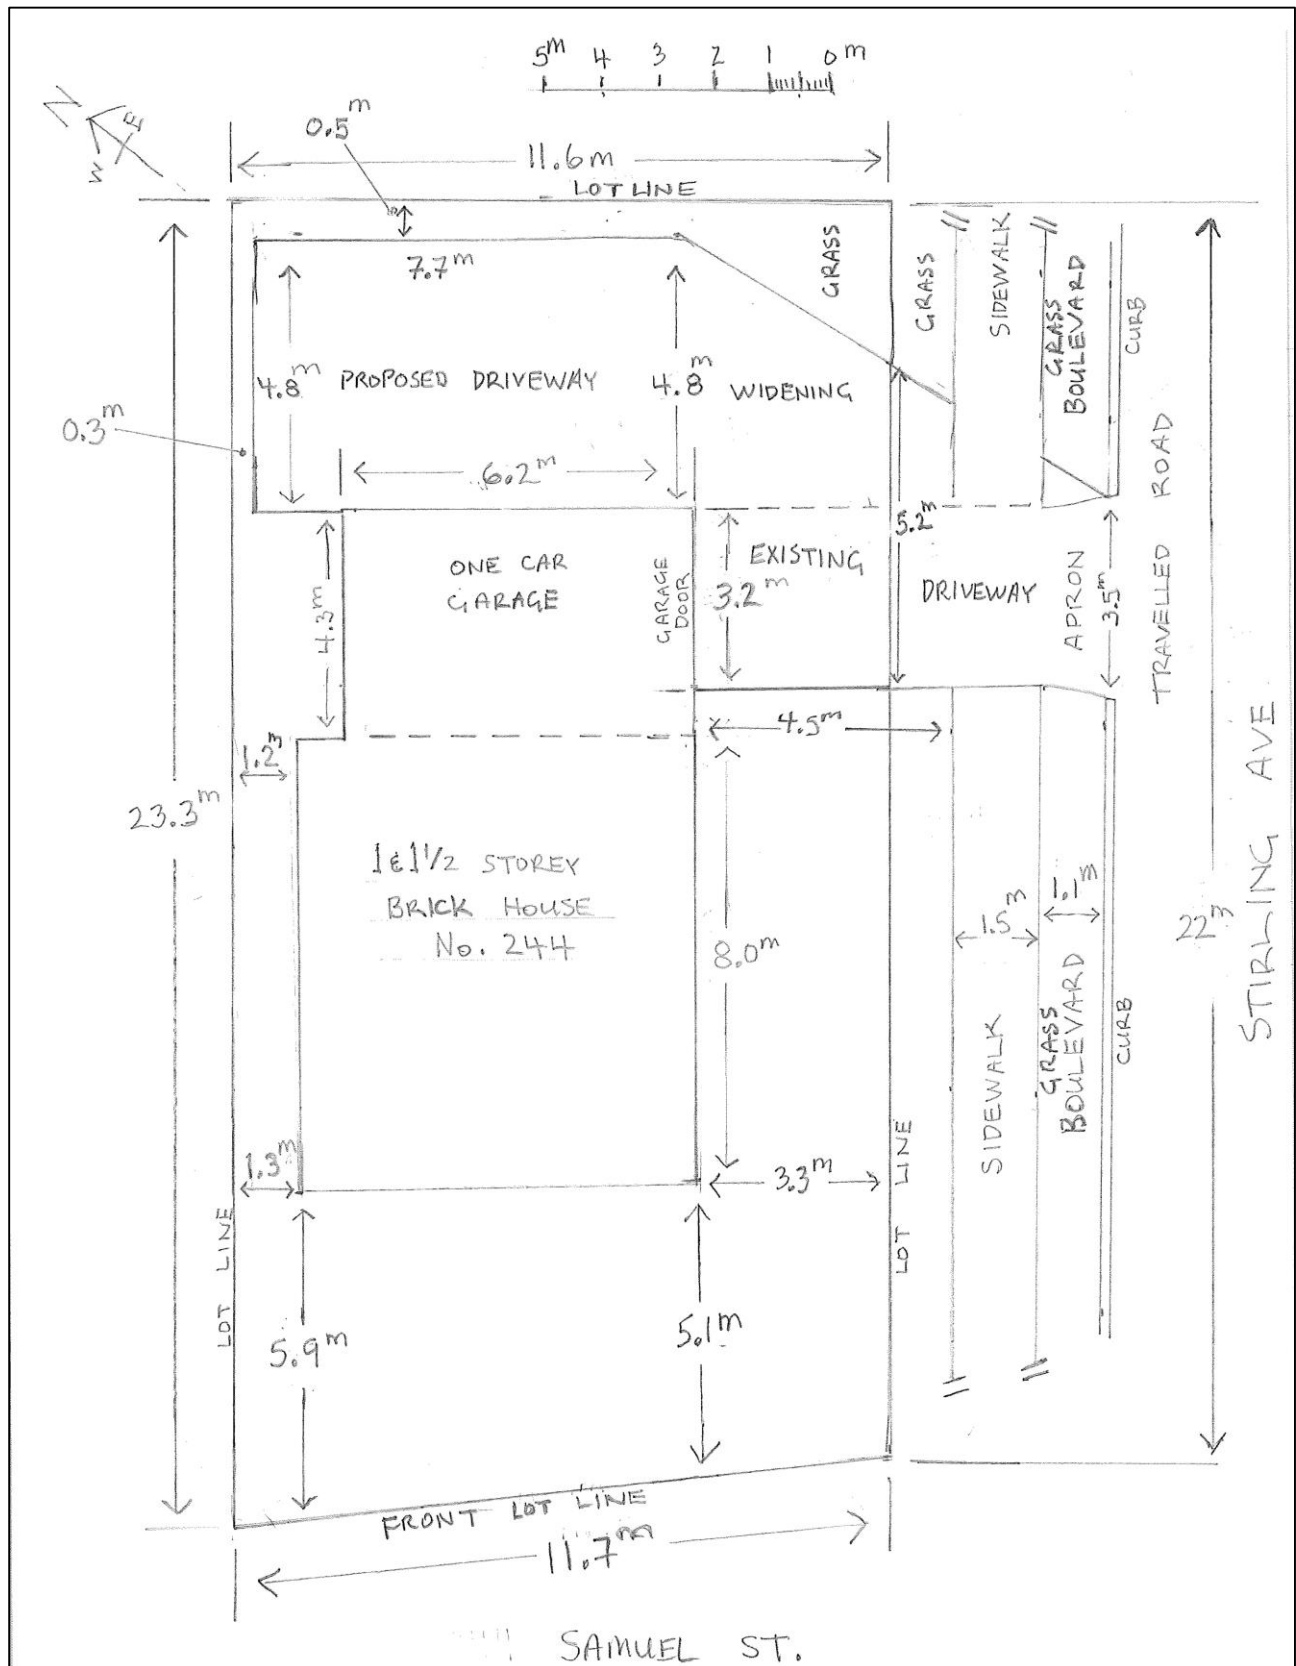 5m 4 3 2 1 0m
N
E
W
0.5m
11.6m
LOT LINE
7.7m
GRASS
GRASS
SIDEWALK
GRASS
BOULEVARD
CURB
4.8m
PROPOSED DRIVEWAY
4.8m
WIDENING
0.3m
6.2m
5.2m
ONE CAR
GARAGE
GARAGE
DOOR
EXISTING
3.2m
DRIVEWAY
APRON
3.5m
TRAVELLED ROAD
4.3m
4.5m
1.2m
23.3m
1 & 1 1/2 STOREY
BRICK HOUSE
No. 244
8.0m
1.5m
1.1m
22m
STIRLING AVE
SIDEWALK
GRASS
BOULEVARD
CURB
1.3m
3.3m
LOT LINE
LOT LINE
5.9m
5.1m
FRONT LOT LINE
11.7m
SAMUEL ST.